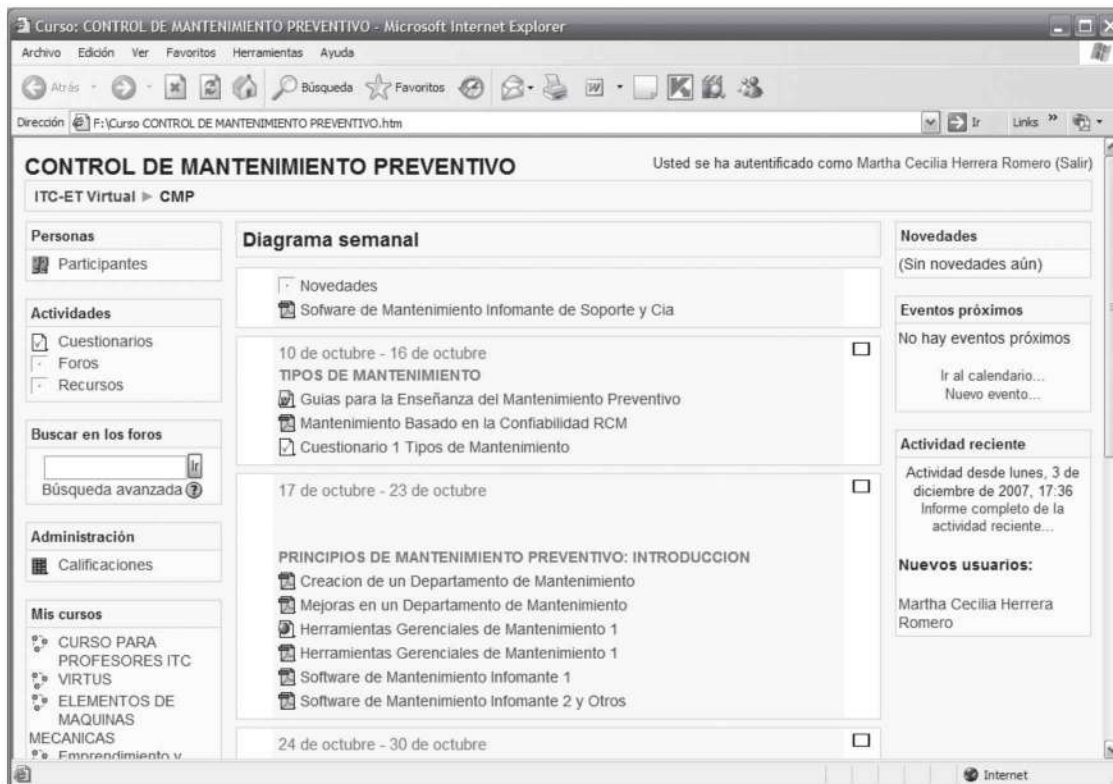 Curso: CONTROL DE MANTENIMIENTO PREVENTIVO - Microsoft Internet Explorer
Archivo Edición Ver Favoritos Herramientas Ayuda
Atrás Búsqueda Favoritos
Dirección F:\Curso CONTROL DE MANTENIMIENTO PREVENTIVO.htm Ir Links »
CONTROL DE MANTENIMIENTO PREVENTIVO
Usted se ha autentificado como Martha Cecilia Herrera Romero (Salir)
ITC-ET Virtual ► CMP
Personas
Participantes
Actividades
Cuestionarios
Foros
Recursos
Buscar en los foros
Ir
Búsqueda avanzada ?
Administración
Calificaciones
Mis cursos
CURSO PARA
PROFESORES ITC
VIRTUS
ELEMENTOS DE
MAQUINAS
MECANICAS
Emprendimiento y
Diagrama semanal
Novedades
Sofware de Mantenimiento Infomante de Soporte y Cia
10 de octubre - 16 de octubre
TIPOS DE MANTENIMIENTO
Guias para la Enseñanza del Mantenimiento Preventivo
Mantenimiento Basado en la Confiabilidad RCM
Cuestionario 1 Tipos de Mantenimiento
17 de octubre - 23 de octubre
PRINCIPIOS DE MANTENIMIENTO PREVENTIVO: INTRODUCCION
Creacion de un Departamento de Mantenimiento
Mejoras en un Departamento de Mantenimiento
Herramientas Gerenciales de Mantenimiento 1
Herramientas Gerenciales de Mantenimiento 1
Software de Mantenimiento Infomante 1
Software de Mantenimiento Infomante 2 y Otros
24 de octubre - 30 de octubre
Novedades
(Sin novedades aún)
Eventos próximos
No hay eventos próximos
Ir al calendario...
Nuevo evento...
Actividad reciente
Actividad desde lunes, 3 de
diciembre de 2007, 17:36
Informe completo de la
actividad reciente...
Nuevos usuarios:
Martha Cecilia Herrera
Romero
Internet